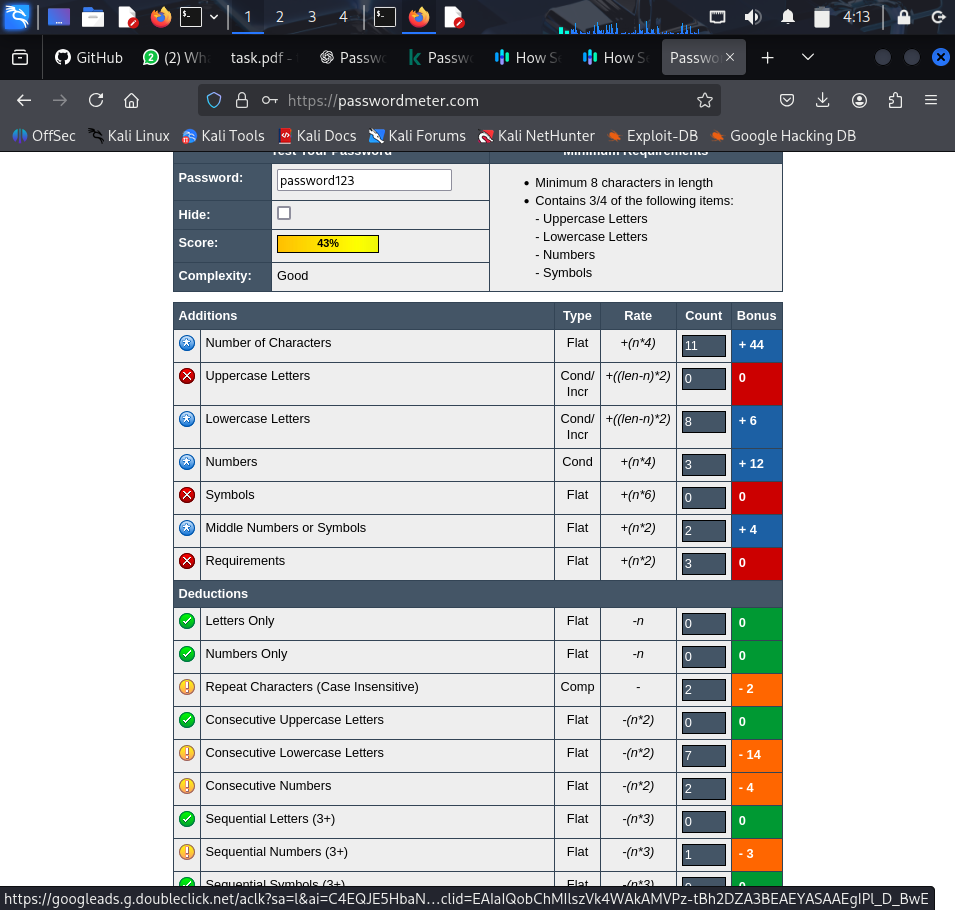 1 2 3 4 4:13
GitHub (2) Wha task.pdf - Passwo Passwo How Se How Se Passwo
https://passwordmeter.com
OffSec Kali Linux Kali Tools Kali Docs Kali Forums Kali NetHunter Exploit-DB Google Hacking DB
Test Your Password Minimum Requirements
Password: password123
Hide:
Score: 43%
Complexity: Good
• Minimum 8 characters in length
• Contains 3/4 of the following items:
- Uppercase Letters
- Lowercase Letters
- Numbers
- Symbols
Additions Type Rate Count Bonus
Number of Characters Flat +(n*4) 11 + 44
Uppercase Letters Cond/Incr +((len-n)*2) 0 0
Lowercase Letters Cond/Incr +((len-n)*2) 8 + 6
Numbers Cond +(n*4) 3 + 12
Symbols Flat +(n*6) 0 0
Middle Numbers or Symbols Flat +(n*2) 2 + 4
Requirements Flat +(n*2) 3 0
Deductions
Letters Only Flat -n 0 0
Numbers Only Flat -n 0 0
Repeat Characters (Case Insensitive) Comp - 2 - 2
Consecutive Uppercase Letters Flat -(n*2) 0 0
Consecutive Lowercase Letters Flat -(n*2) 7 - 14
Consecutive Numbers Flat -(n*2) 2 - 4
Sequential Letters (3+) Flat -(n*3) 0 0
Sequential Numbers (3+) Flat -(n*3) 1 - 3
Sequential Symbols (3+) Flat -(n*3) 0 0
https://googleads.g.doubleclick.net/aclk?sa=l&ai=C4EQJE5HbaN…clid=EAIaIQobChMIlszVk4WAkAMVPz-tBh2DZA3BEAEYASAAEgIPl_D_BwE